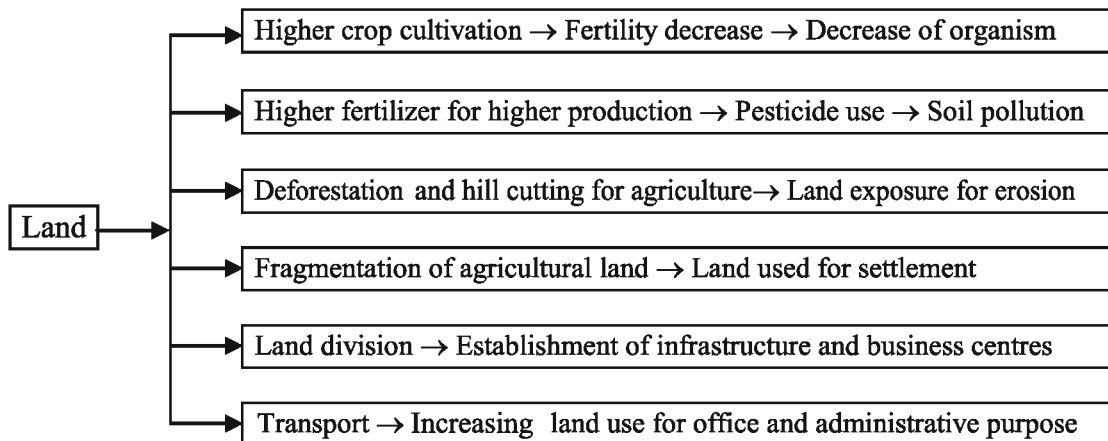 Higher crop cultivation → Fertility decrease → Decrease of organism
Higher fertilizer for higher production → Pesticide use → Soil pollution
Deforestation and hill cutting for agriculture → Land exposure for erosion
Land
Fragmentation of agricultural land → Land used for settlement
Land division → Establishment of infrastructure and business centres
Transport → Increasing land use for office and administrative purpose